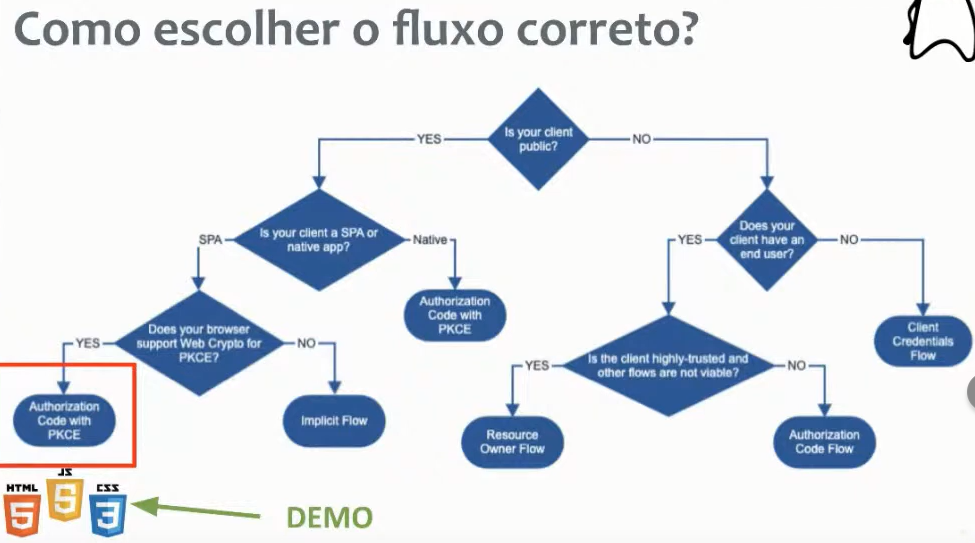 Como escolher o fluxo correto?
Is your client
public?
YES
NO
Is your client a SPA or
native app?
SPA
Native
Does your
client have an
end user?
YES
NO
Authorization
Code with
PKCE
Does your browser
support Web Crypto for
PKCE?
YES
NO
Is the client highly-trusted and
other flows are not viable?
YES
NO
Client
Credentials
Flow
Authorization
Code with
PKCE
Implicit Flow
Resource
Owner Flow
Authorization
Code Flow
HTML
5
JS
5
CSS
3
DEMO